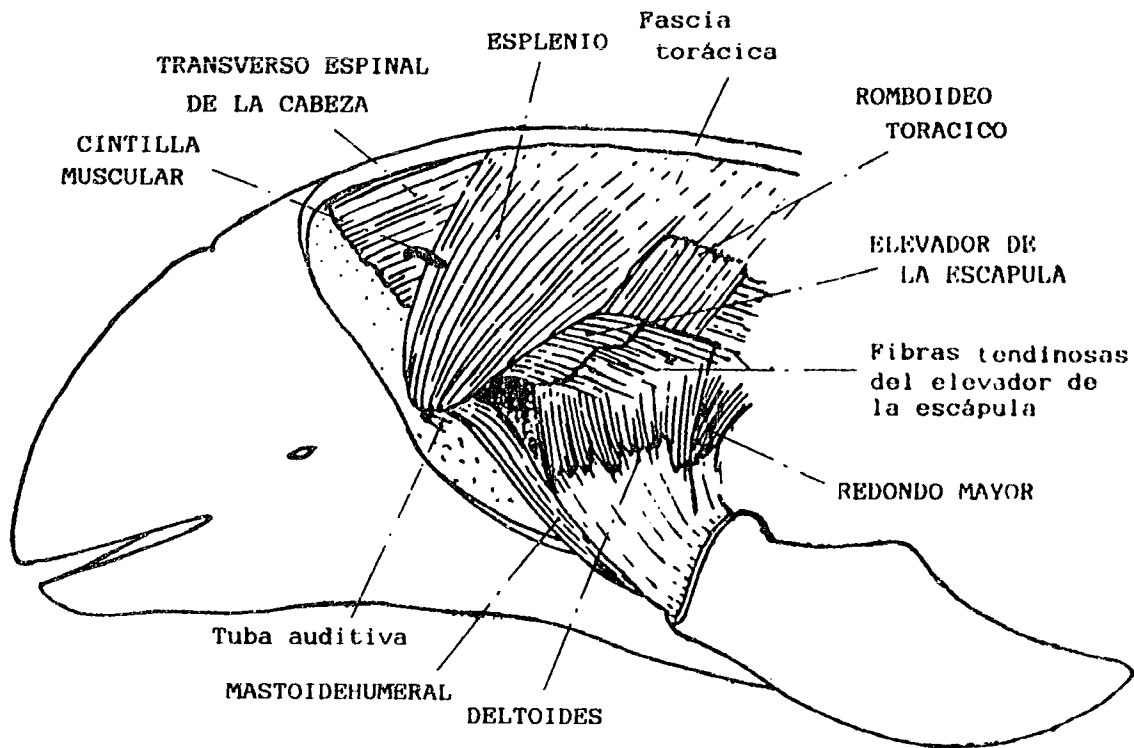 TRANSVERSO ESPINAL
DE LA CABEZA
CINTILLA
MUSCULAR
ESPLENIO
Fascia
torácica
ROMBOIDEO
TORACICO
ELEVADOR DE
LA ESCAPULA
Fibras tendinosas
del elevador de
la escápula
REDONDO MAYOR
Tuba auditiva
MASTOIDEHUMERAL
DELTOIDES